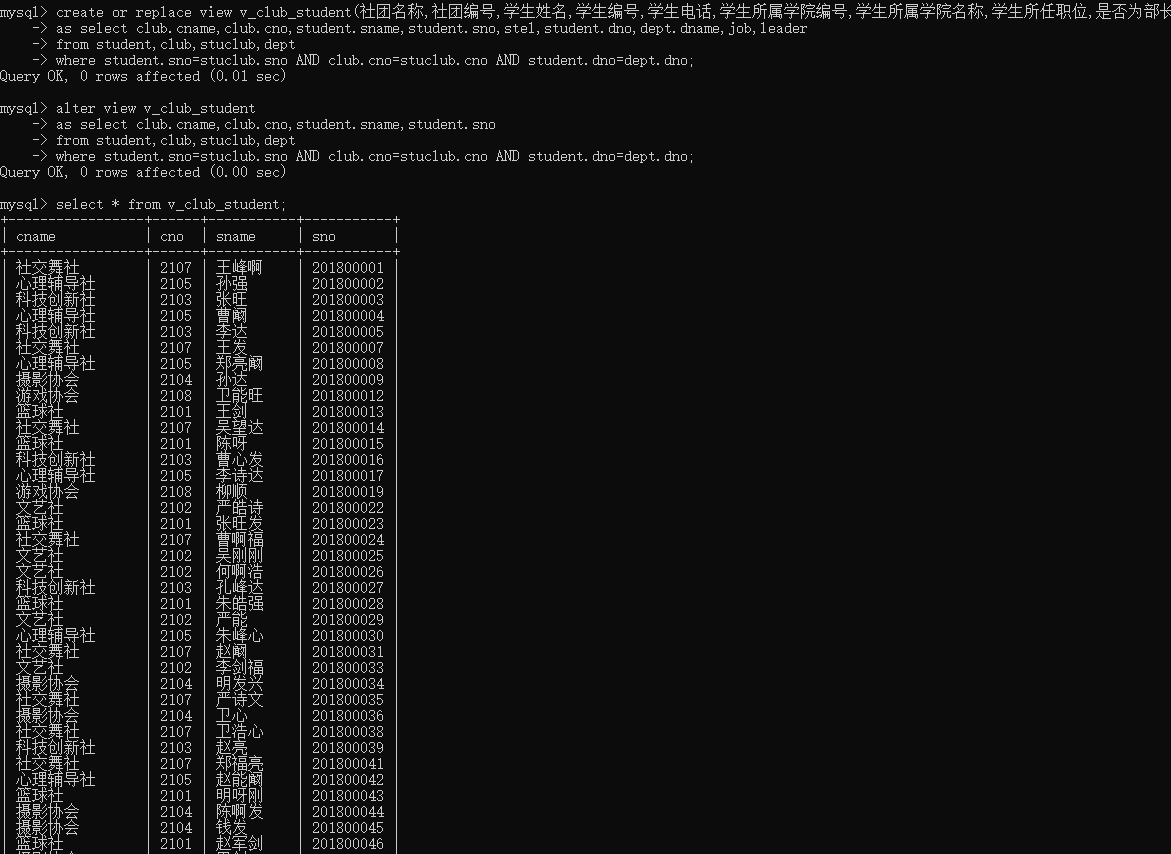 mysql> create or replace view v_club_student(社团名称,社团编号,学生姓名,学生编号,学生电话,学生所属学院编号,学生所属学院名称,学生所任职位,是否为部长
    -> as select club.cname,club.cno,student.sname,student.sno,stel,student.dno,dept.dname,job,leader
    -> from student,club,stuclub,dept
    -> where student.sno=stuclub.sno AND club.cno=stuclub.cno AND student.dno=dept.dno;
Query OK, 0 rows affected (0.01 sec)
mysql> alter view v_club_student
    -> as select club.cname,club.cno,student.sname,student.sno
    -> from student,club,stuclub,dept
    -> where student.sno=stuclub.sno AND club.cno=stuclub.cno AND student.dno=dept.dno;
Query OK, 0 rows affected (0.00 sec)
mysql> select * from v_club_student;
| cname | cno | sname | sno |
| 社交舞社 | 2107 | 王峰啊 | 201800001 |
| 心理辅导社 | 2105 | 孙强 | 201800002 |
| 科技创新社 | 2103 | 张旺 | 201800003 |
| 心理辅导社 | 2105 | 曹阚 | 201800004 |
| 科技创新社 | 2103 | 李达 | 201800005 |
| 社交舞社 | 2107 | 王发 | 201800007 |
| 心理辅导社 | 2105 | 郑亮阚 | 201800008 |
| 摄影协会 | 2104 | 孙达 | 201800009 |
| 游戏协会 | 2108 | 卫能旺 | 201800012 |
| 篮球社 | 2101 | 王剑 | 201800013 |
| 社交舞社 | 2107 | 吴望达 | 201800014 |
| 篮球社 | 2101 | 陈呀 | 201800015 |
| 科技创新社 | 2103 | 曹心发 | 201800016 |
| 心理辅导社 | 2105 | 李诗达 | 201800017 |
| 游戏协会 | 2108 | 柳顺 | 201800019 |
| 文艺社 | 2102 | 严皓诗 | 201800022 |
| 篮球社 | 2101 | 张旺发 | 201800023 |
| 社交舞社 | 2107 | 曹啊福 | 201800024 |
| 文艺社 | 2102 | 吴刚刚 | 201800025 |
| 文艺社 | 2102 | 何啊浩 | 201800026 |
| 科技创新社 | 2103 | 孔峰达 | 201800027 |
| 篮球社 | 2101 | 朱皓强 | 201800028 |
| 文艺社 | 2102 | 严能 | 201800029 |
| 心理辅导社 | 2105 | 朱峰心 | 201800030 |
| 社交舞社 | 2107 | 赵阚 | 201800031 |
| 文艺社 | 2102 | 李剑福 | 201800033 |
| 摄影协会 | 2104 | 明发兴 | 201800034 |
| 社交舞社 | 2107 | 严诗文 | 201800035 |
| 摄影协会 | 2104 | 卫心 | 201800036 |
| 社交舞社 | 2107 | 卫浩心 | 201800038 |
| 科技创新社 | 2103 | 赵亮 | 201800039 |
| 社交舞社 | 2107 | 郑福亮 | 201800041 |
| 心理辅导社 | 2105 | 赵能阚 | 201800042 |
| 篮球社 | 2101 | 明呀刚 | 201800043 |
| 摄影协会 | 2104 | 陈啊发 | 201800044 |
| 摄影协会 | 2104 | 钱发 | 201800045 |
| 篮球社 | 2101 | 赵军剑 | 201800046 |